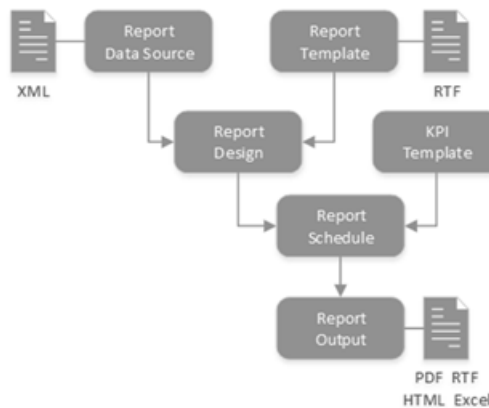 Report
Data Source
Report
Template
XML
RTF
Report
Design
KPI
Template
Report
Schedule
Report
Output
PDF RTF
HTML Excel